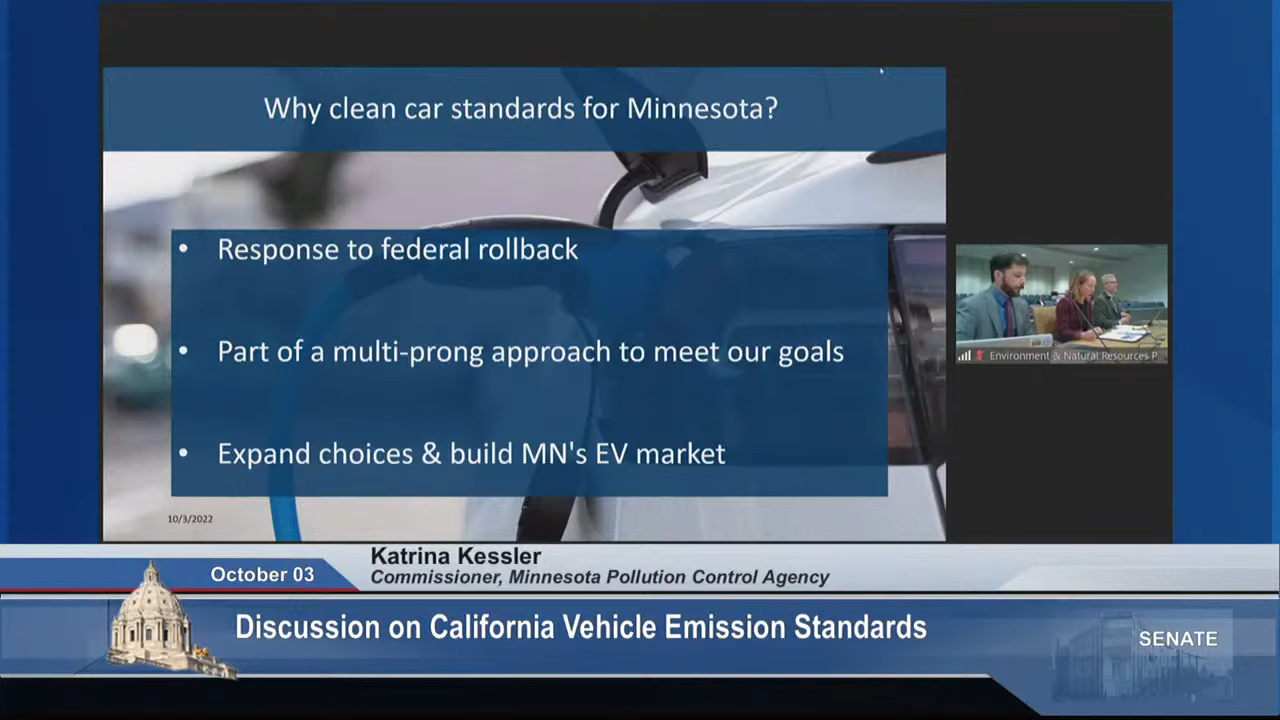 Why clean car standards for Minnesota?
• Response to federal rollback
• Part of a multi-prong approach to meet our goals
• Expand choices & build MN's EV market
10/3/2022
Environment & Natural Resources P...
Katrina Kessler
Commissioner, Minnesota Pollution Control Agency
October 03
Discussion on California Vehicle Emission Standards
SENATE